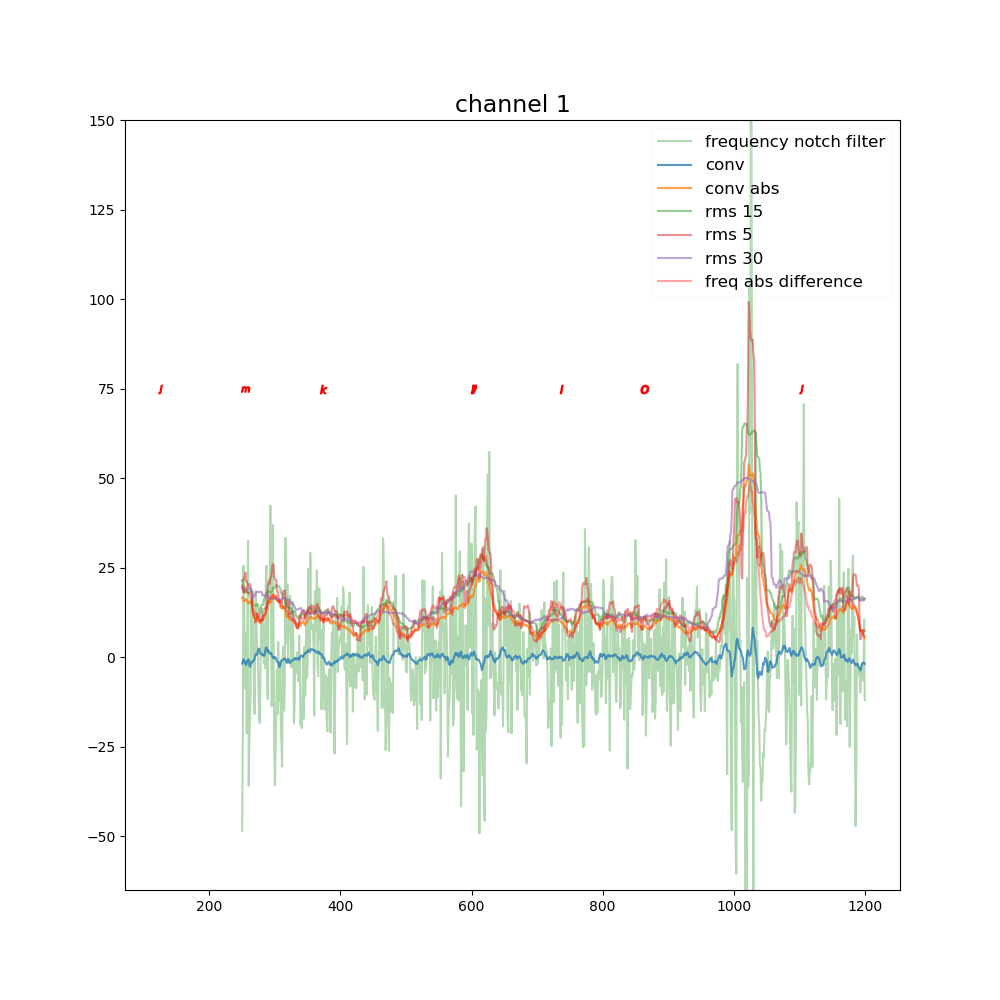 channel 1
150
125
100
75
50
25
0
−25
−50
frequency notch filter
conv
conv abs
rms 15
rms 5
rms 30
freq abs difference
J m k I O J
200 400 600 800 1000 1200